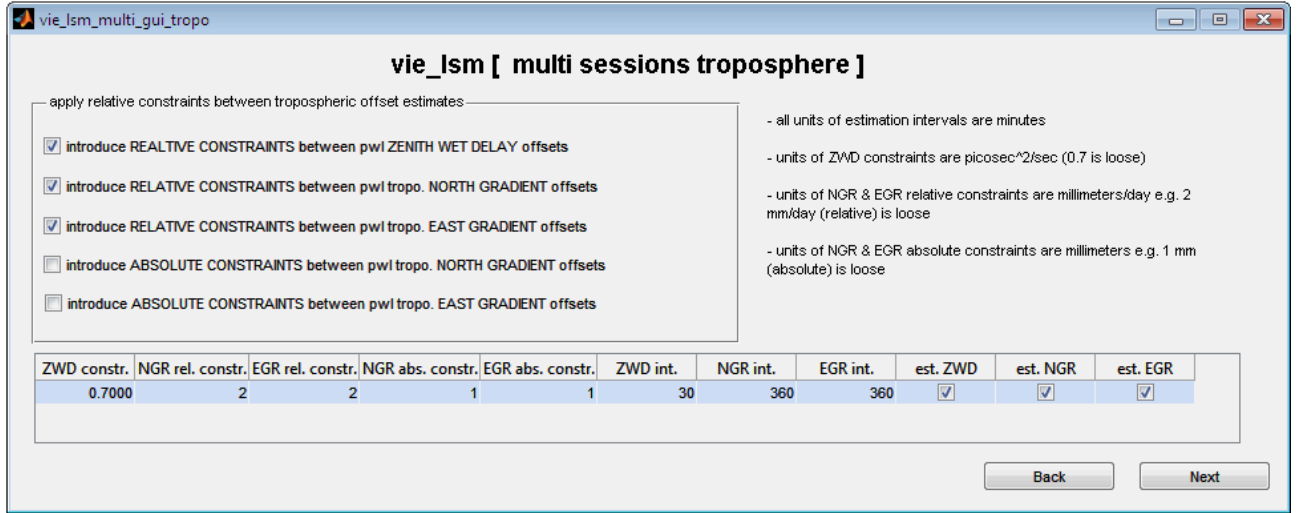 vie_lsm_multi_gui_tropo
vie_lsm [ multi sessions troposphere ]
apply relative constraints between tropospheric offset estimates
introduce REALTIVE CONSTRAINTS between pwl ZENITH WET DELAY offsets
introduce RELATIVE CONSTRAINTS between pwl tropo. NORTH GRADIENT offsets
introduce RELATIVE CONSTRAINTS between pwl tropo. EAST GRADIENT offsets
introduce ABSOLUTE CONSTRAINTS between pwl tropo. NORTH GRADIENT offsets
introduce ABSOLUTE CONSTRAINTS between pwl tropo. EAST GRADIENT offsets
- all units of estimation intervals are minutes
- units of ZWD constraints are picosec^2/sec (0.7 is loose)
- units of NGR & EGR relative constraints are millimeters/day e.g. 2
mm/day (relative) is loose
- units of NGR & EGR absolute constraints are millimeters e.g. 1 mm
(absolute) is loose
ZWD constr. NGR rel. constr. EGR rel. constr. NGR abs. constr. EGR abs. constr. ZWD int. NGR int. EGR int. est. ZWD est. NGR est. EGR
0.7000 2 2 1 1 30 360 360
Back Next